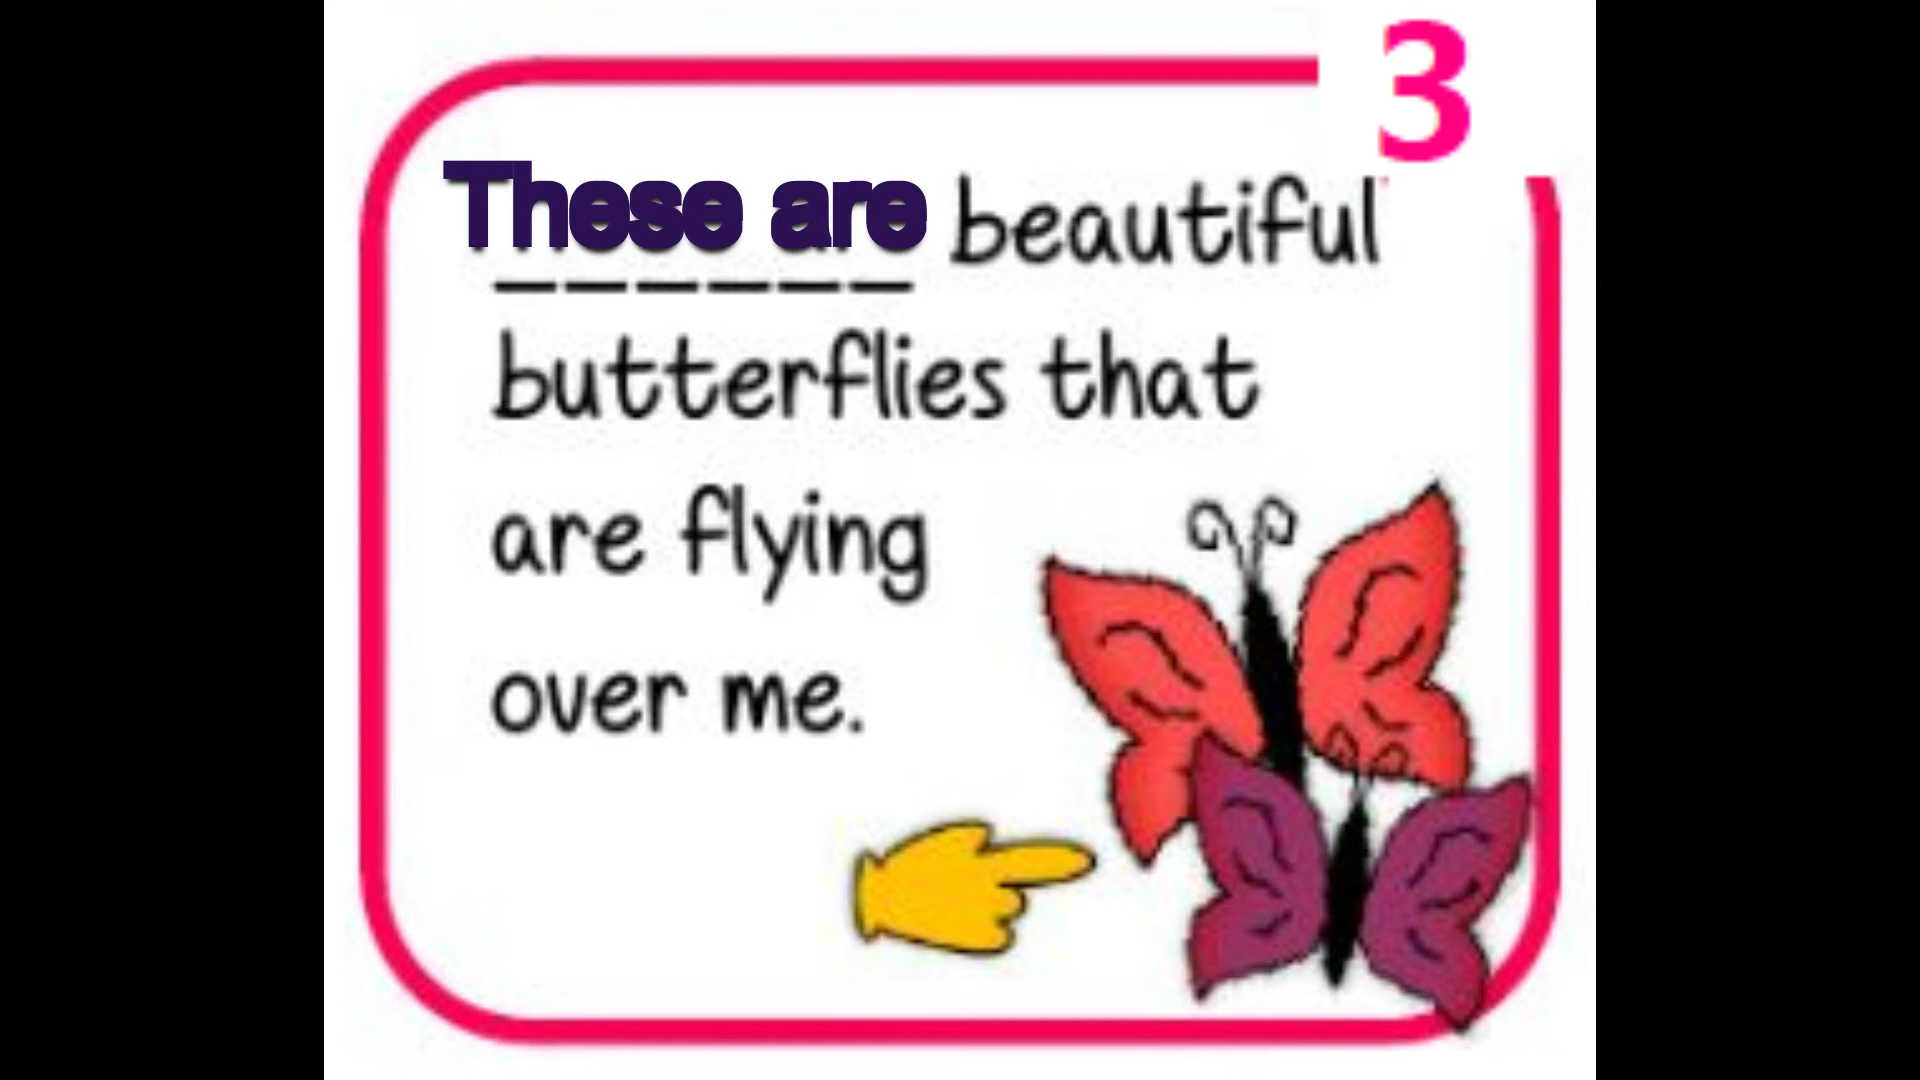 3
These are beautiful
butterflies that
are flying
over me.